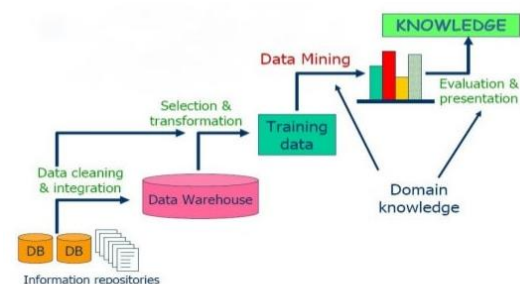 KNOWLEDGE
Data Mining
Evaluation &
presentation
Selection &
transformation
Training
data
Data cleaning
& integration
Data Warehouse
Domain
knowledge
DB
DB
Information repositories